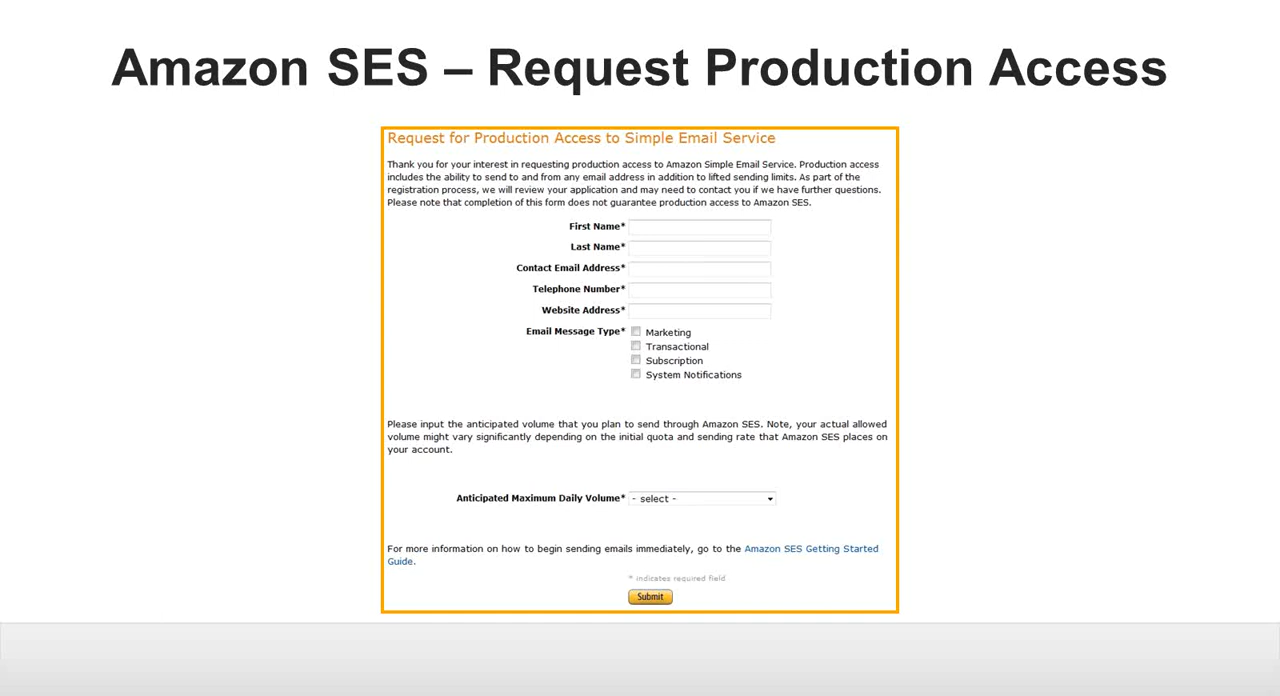 Amazon SES – Request Production Access
Request for Production Access to Simple Email Service
Thank you for your interest in requesting production access to Amazon Simple Email Service. Production access
includes the ability to send to and from any email address in addition to lifted sending limits. As part of the
registration process, we will review your application and may need to contact you if we have further questions.
Please note that completion of this form does not guarantee production access to Amazon SES.
First Name*
Last Name*
Contact Email Address*
Telephone Number*
Website Address*
Email Message Type* Marketing
Transactional
Subscription
System Notifications
Please input the anticipated volume that you plan to send through Amazon SES. Note, your actual allowed
volume might vary significantly depending on the initial quota and sending rate that Amazon SES places on
your account.
Anticipated Maximum Daily Volume* - select -
For more information on how to begin sending emails immediately, go to the Amazon SES Getting Started
Guide.
* indicates required field
Submit